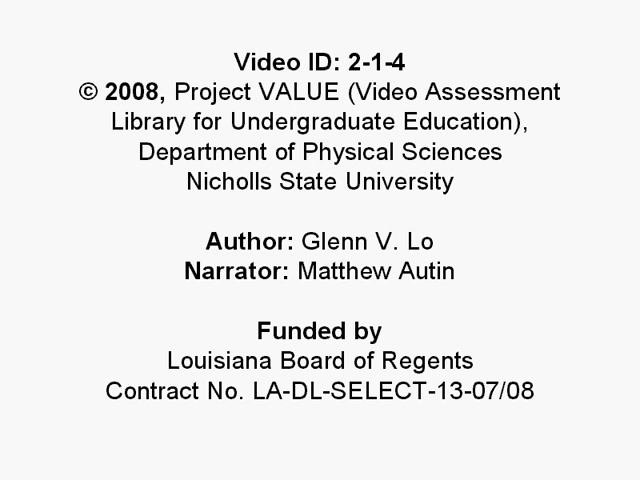 Video ID: 2-1-4
© 2008, Project VALUE (Video Assessment
Library for Undergraduate Education),
Department of Physical Sciences
Nicholls State University
Author: Glenn V. Lo
Narrator: Matthew Autin
Funded by
Louisiana Board of Regents
Contract No. LA-DL-SELECT-13-07/08